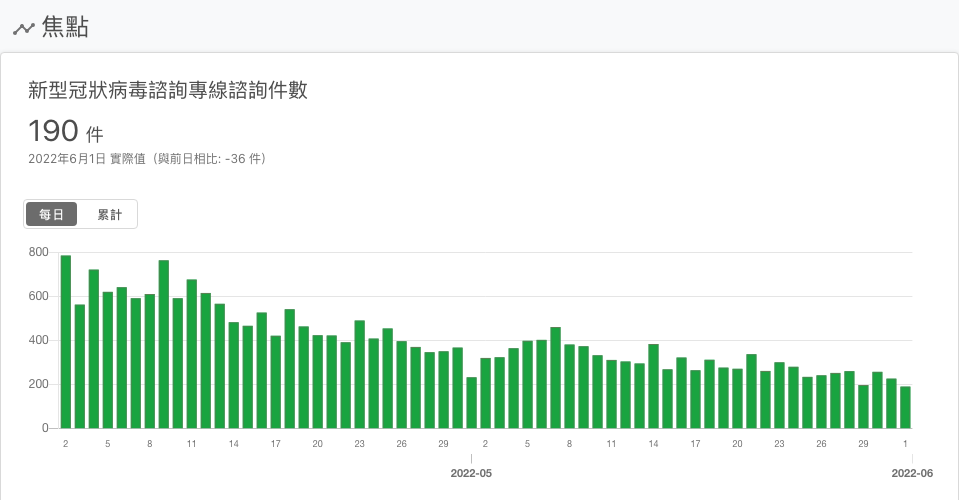 焦點
新型冠狀病毒諮詢專線諮詢件數
190 件
2022年6月1日 實際值（與前日相比: -36 件）
每日 累計
800
600
400
200
0
2 5 8 11 14 17 20 23 26 29 2 5 8 11 14 17 20 23 26 29 1
2022-05 2022-06